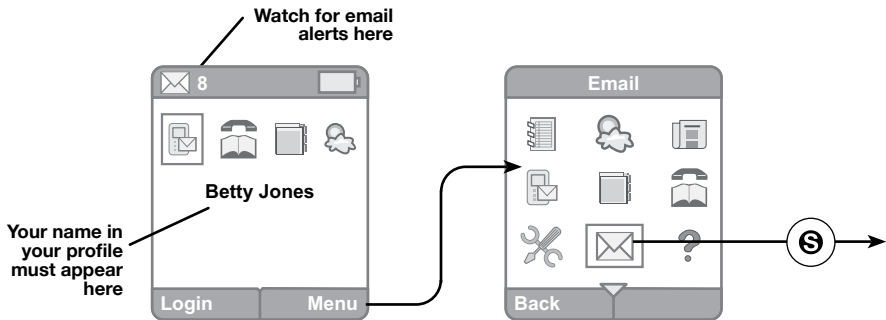 Watch for email
alerts here
8
Betty Jones
Your name in
your profile
must appear
here
Login Menu
Email
?
Back
S